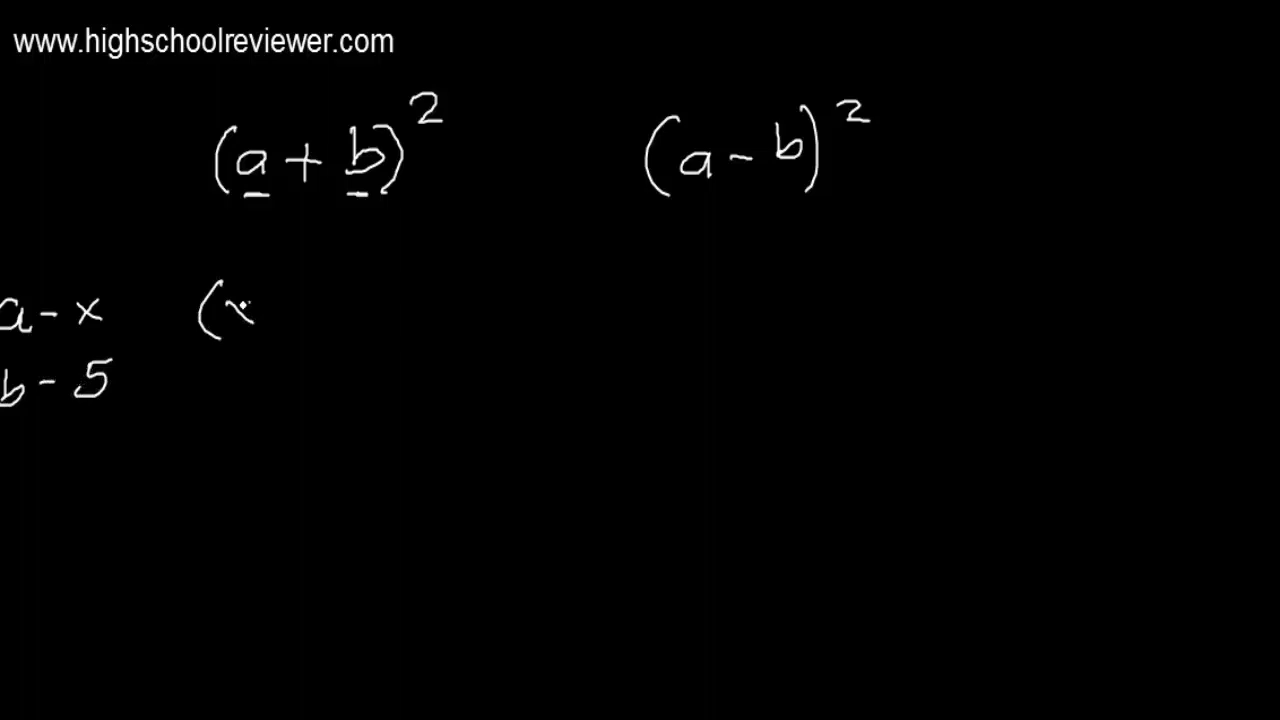 www.highschoolreviewer.com
(a + b)² (a - b)²
a - x (x
b - 5